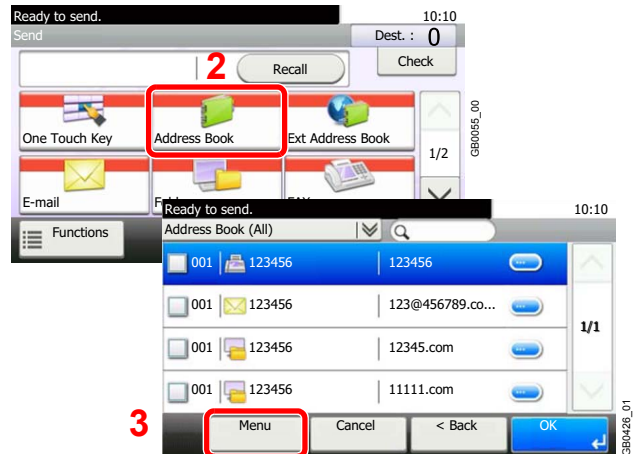 Ready to send.
10:10
Send
Dest. : 0
2
Recall
Check
One Touch Key
Address Book
Ext Address Book
1/2
GB0055_00
E-mail
Functions
Ready to send.
10:10
Address Book (All)
001 123456 123456
001 123456 123@456789.co...
1/1
001 123456 12345.com
001 123456 11111.com
3
Menu
Cancel
< Back
OK
GB0426_01